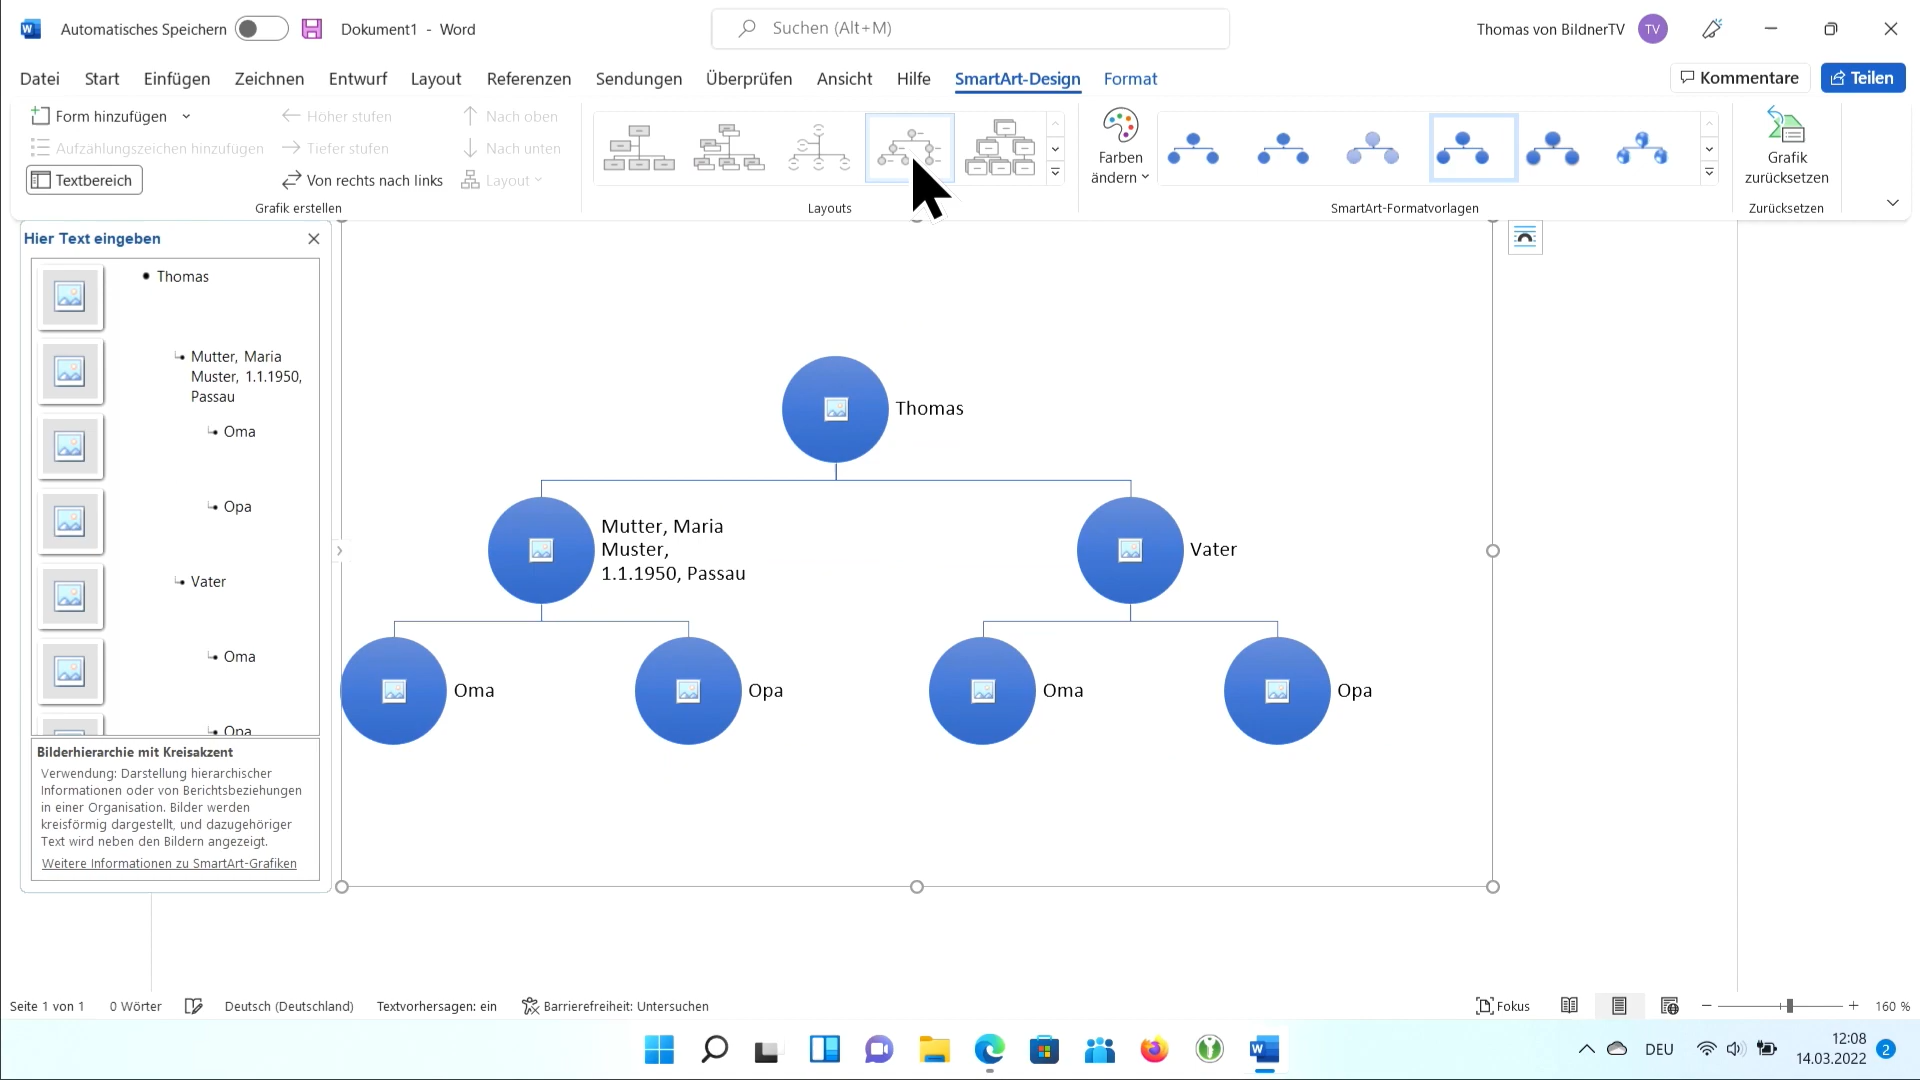 Automatisches Speichern
Dokument1 - Word
Suchen (Alt+M)
Thomas von BildnerTV
TV
Datei
Start
Einfügen
Zeichnen
Entwurf
Layout
Referenzen
Sendungen
Überprüfen
Ansicht
Hilfe
SmartArt-Design
Format
Kommentare
Teilen
Form hinzufügen
Aufzählungszeichen hinzufügen
Textbereich
Höher stufen
Tiefer stufen
Von rechts nach links
Nach oben
Nach unten
Layout
Grafik erstellen
Layouts
Farben
ändern
SmartArt-Formatvorlagen
Grafik
zurücksetzen
Zurücksetzen
Hier Text eingeben
Thomas
Mutter, Maria
Muster, 1.1.1950,
Passau
Oma
Opa
Vater
Oma
Opa
Bilderhierarchie mit Kreisakzent
Verwendung: Darstellung hierarchischer
Informationen oder von Berichtsbeziehungen
in einer Organisation. Bilder werden
kreisförmig dargestellt, und dazugehöriger
Text wird neben den Bildern angezeigt.
Weitere Informationen zu SmartArt-Grafiken
Thomas
Mutter, Maria
Muster,
1.1.1950, Passau
Vater
Oma
Opa
Oma
Opa
Seite 1 von 1
0 Wörter
Deutsch (Deutschland)
Textvorhersagen: ein
Barrierefreiheit: Untersuchen
Fokus
160 %
DEU
12:08
14.03.2022
2